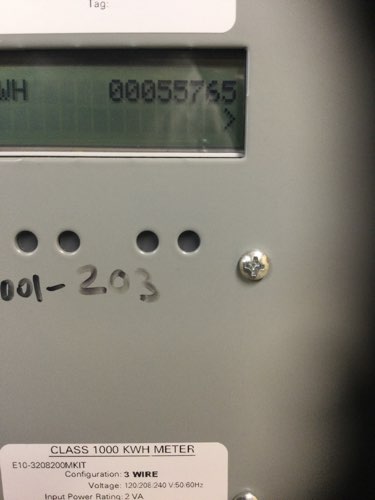 Tag:
WH 00055765
>
001-203
CLASS 1000 KWH METER
E10-3208200MKIT
Configuration: 3 WIRE
Voltage: 120/208-240 V:50-60Hz
Input Power Rating: 2 VA